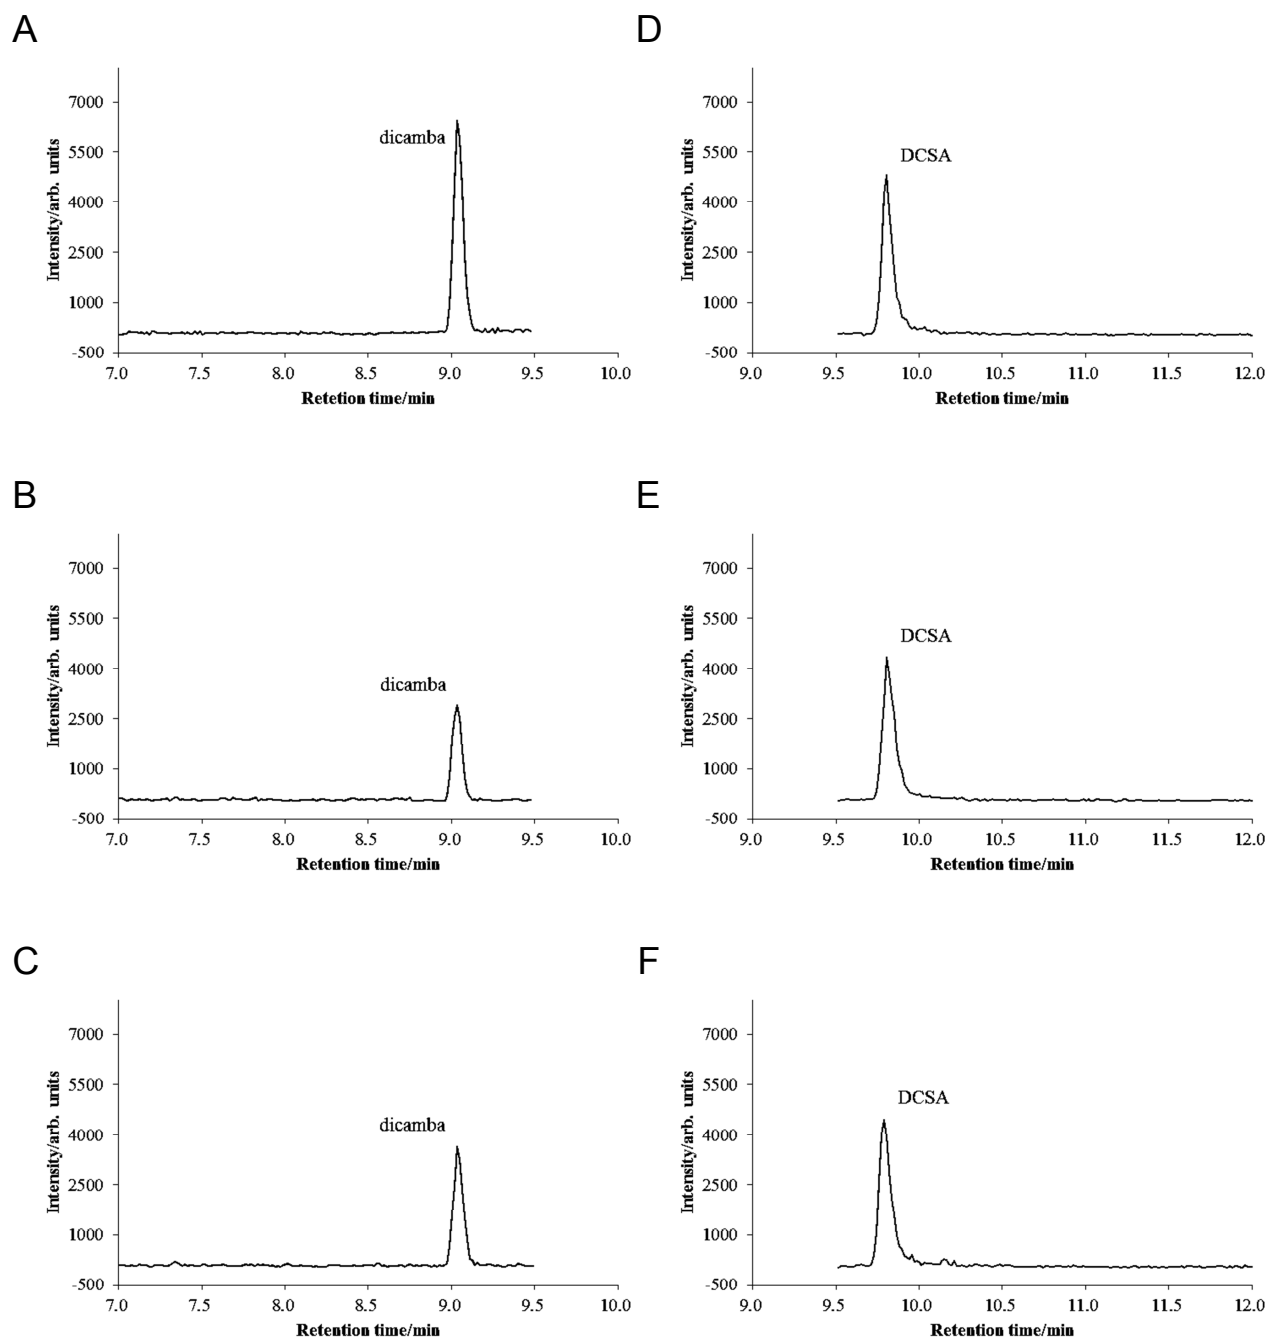 A
7000
5500
4000
2500
1000
-500
Intensity/arb. units
dicamba
7.0 7.5 8.0 8.5 9.0 9.5 10.0
Retetion time/min
D
7000
5500
4000
2500
1000
-500
Intensity/arb. units
DCSA
9.0 9.5 10.0 10.5 11.0 11.5 12.0
Retetion time/min
B
7000
5500
4000
2500
1000
-500
Intensity/arb. units
dicamba
7.0 7.5 8.0 8.5 9.0 9.5 10.0
Retention time/min
E
7000
5500
4000
2500
1000
-500
Intensity/arb. units
DCSA
9.0 9.5 10.0 10.5 11.0 11.5 12.0
Retention time/min
C
7000
5500
4000
2500
1000
-500
Intensity/arb. units
dicamba
7.0 7.5 8.0 8.5 9.0 9.5 10.0
Retention time/min
F
7000
5500
4000
2500
1000
-500
Intensity/arb. units
DCSA
9.0 9.5 10.0 10.5 11.0 11.5 12.0
Retention time/min